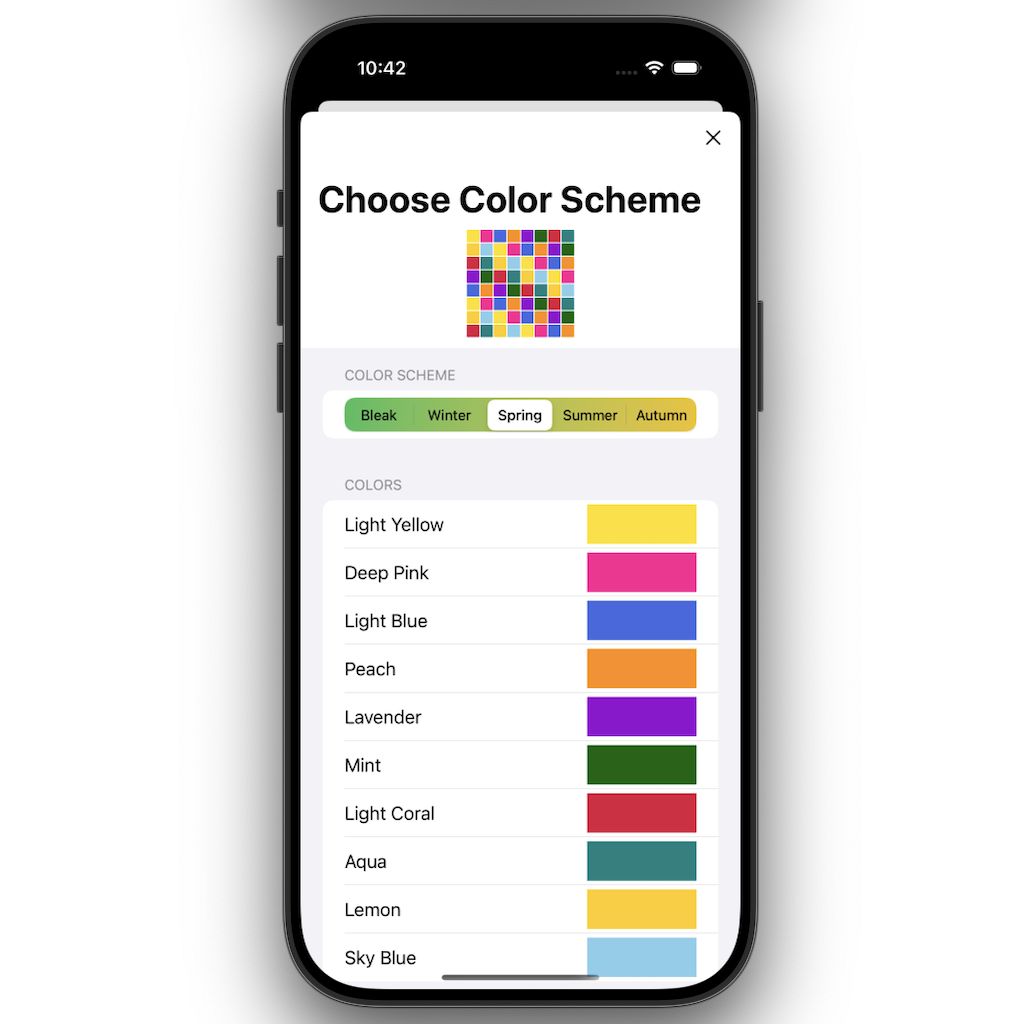 10:42
Choose Color Scheme
COLOR SCHEME
Bleak Winter Spring Summer Autumn
COLORS
Light Yellow
Deep Pink
Light Blue
Peach
Lavender
Mint
Light Coral
Aqua
Lemon
Sky Blue